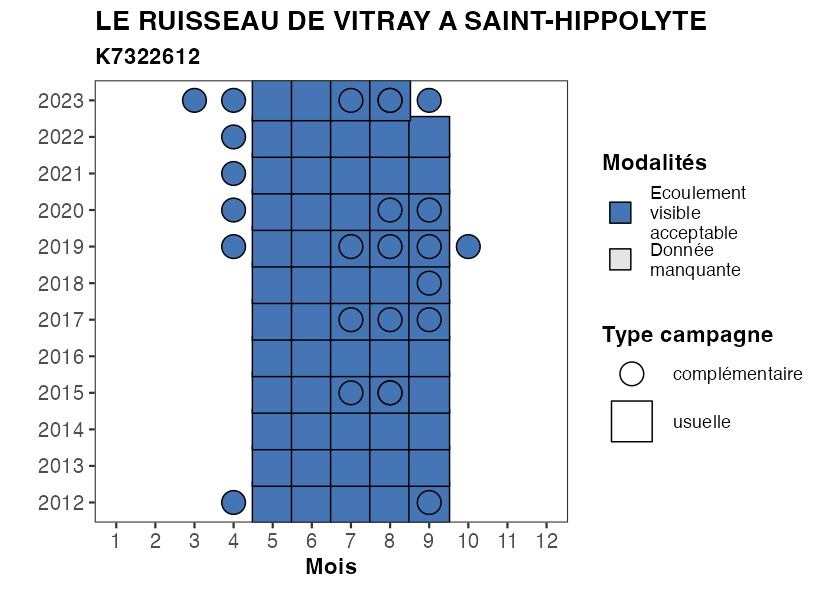 LE RUISSEAU DE VITRAY A SAINT-HIPPOLYTE
K7322612
2023
2022
2021
2020
2019
2018
2017
2016
2015
2014
2013
2012
1 2 3 4 5 6 7 8 9 10 11 12
Mois
Modalités
Ecoulement
visible
acceptable
Donnée
manquante
Type campagne
complémentaire
usuelle